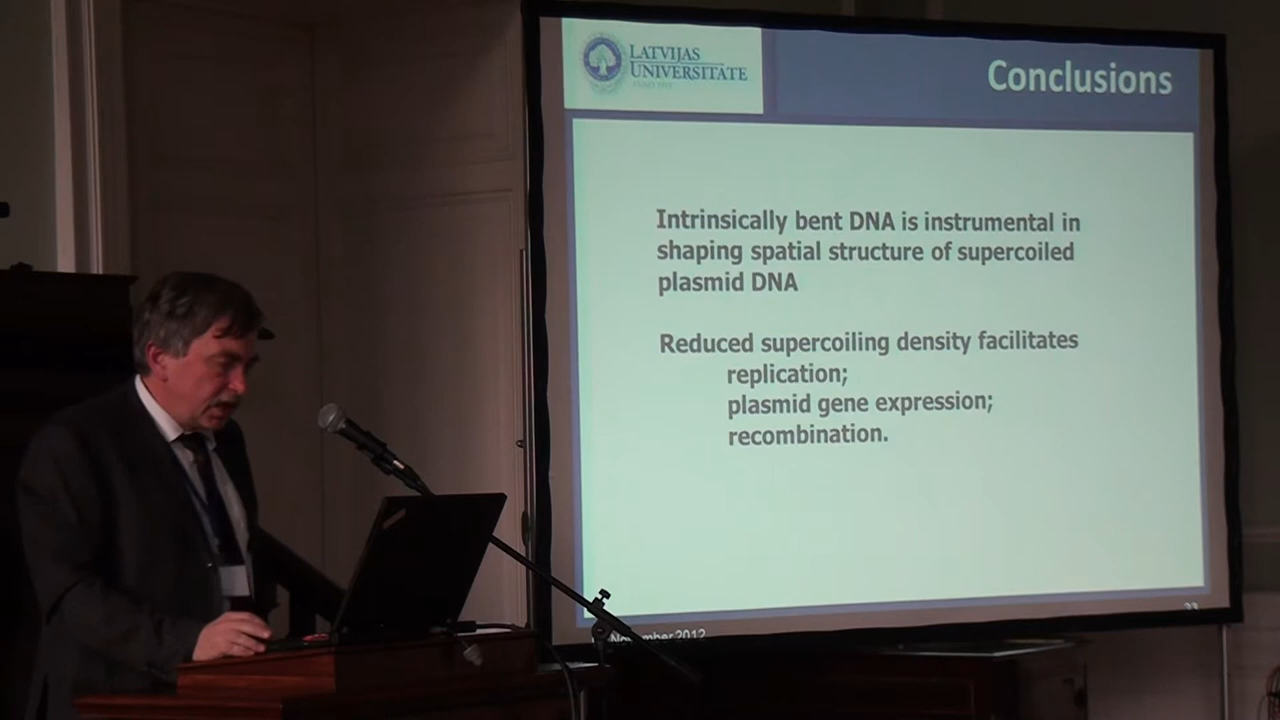 LATVIJAS
UNIVERSITATE
Conclusions
Intrinsically bent DNA is instrumental in
shaping spatial structure of supercoiled
plasmid DNA
Reduced supercoiling density facilitates
replication;
plasmid gene expression;
recombination.
November 2012